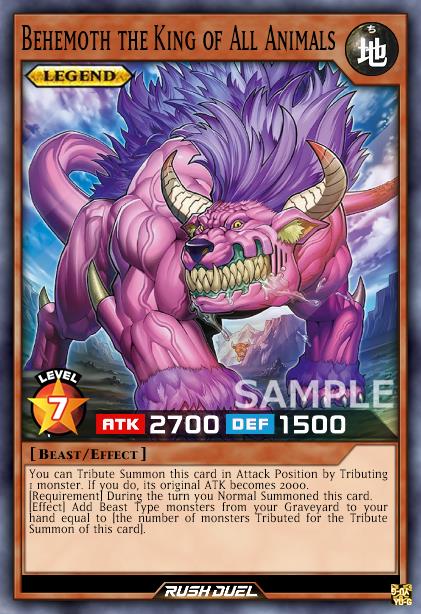 Behemoth the King of All Animals
ち
地
LEGEND
SAMPLE
LEVEL
7
ATK 2700 DEF 1500
[Beast/Effect]
You can Tribute Summon this card in Attack Position by Tributing
1 monster. If you do, its original ATK becomes 2000.
[Requirement] During the turn you Normal Summoned this card.
[Effect] Add Beast Type monsters from your Graveyard to your
hand equal to [the number of monsters Tributed for the Tribute
Summon of this card].
RUSH DUEL